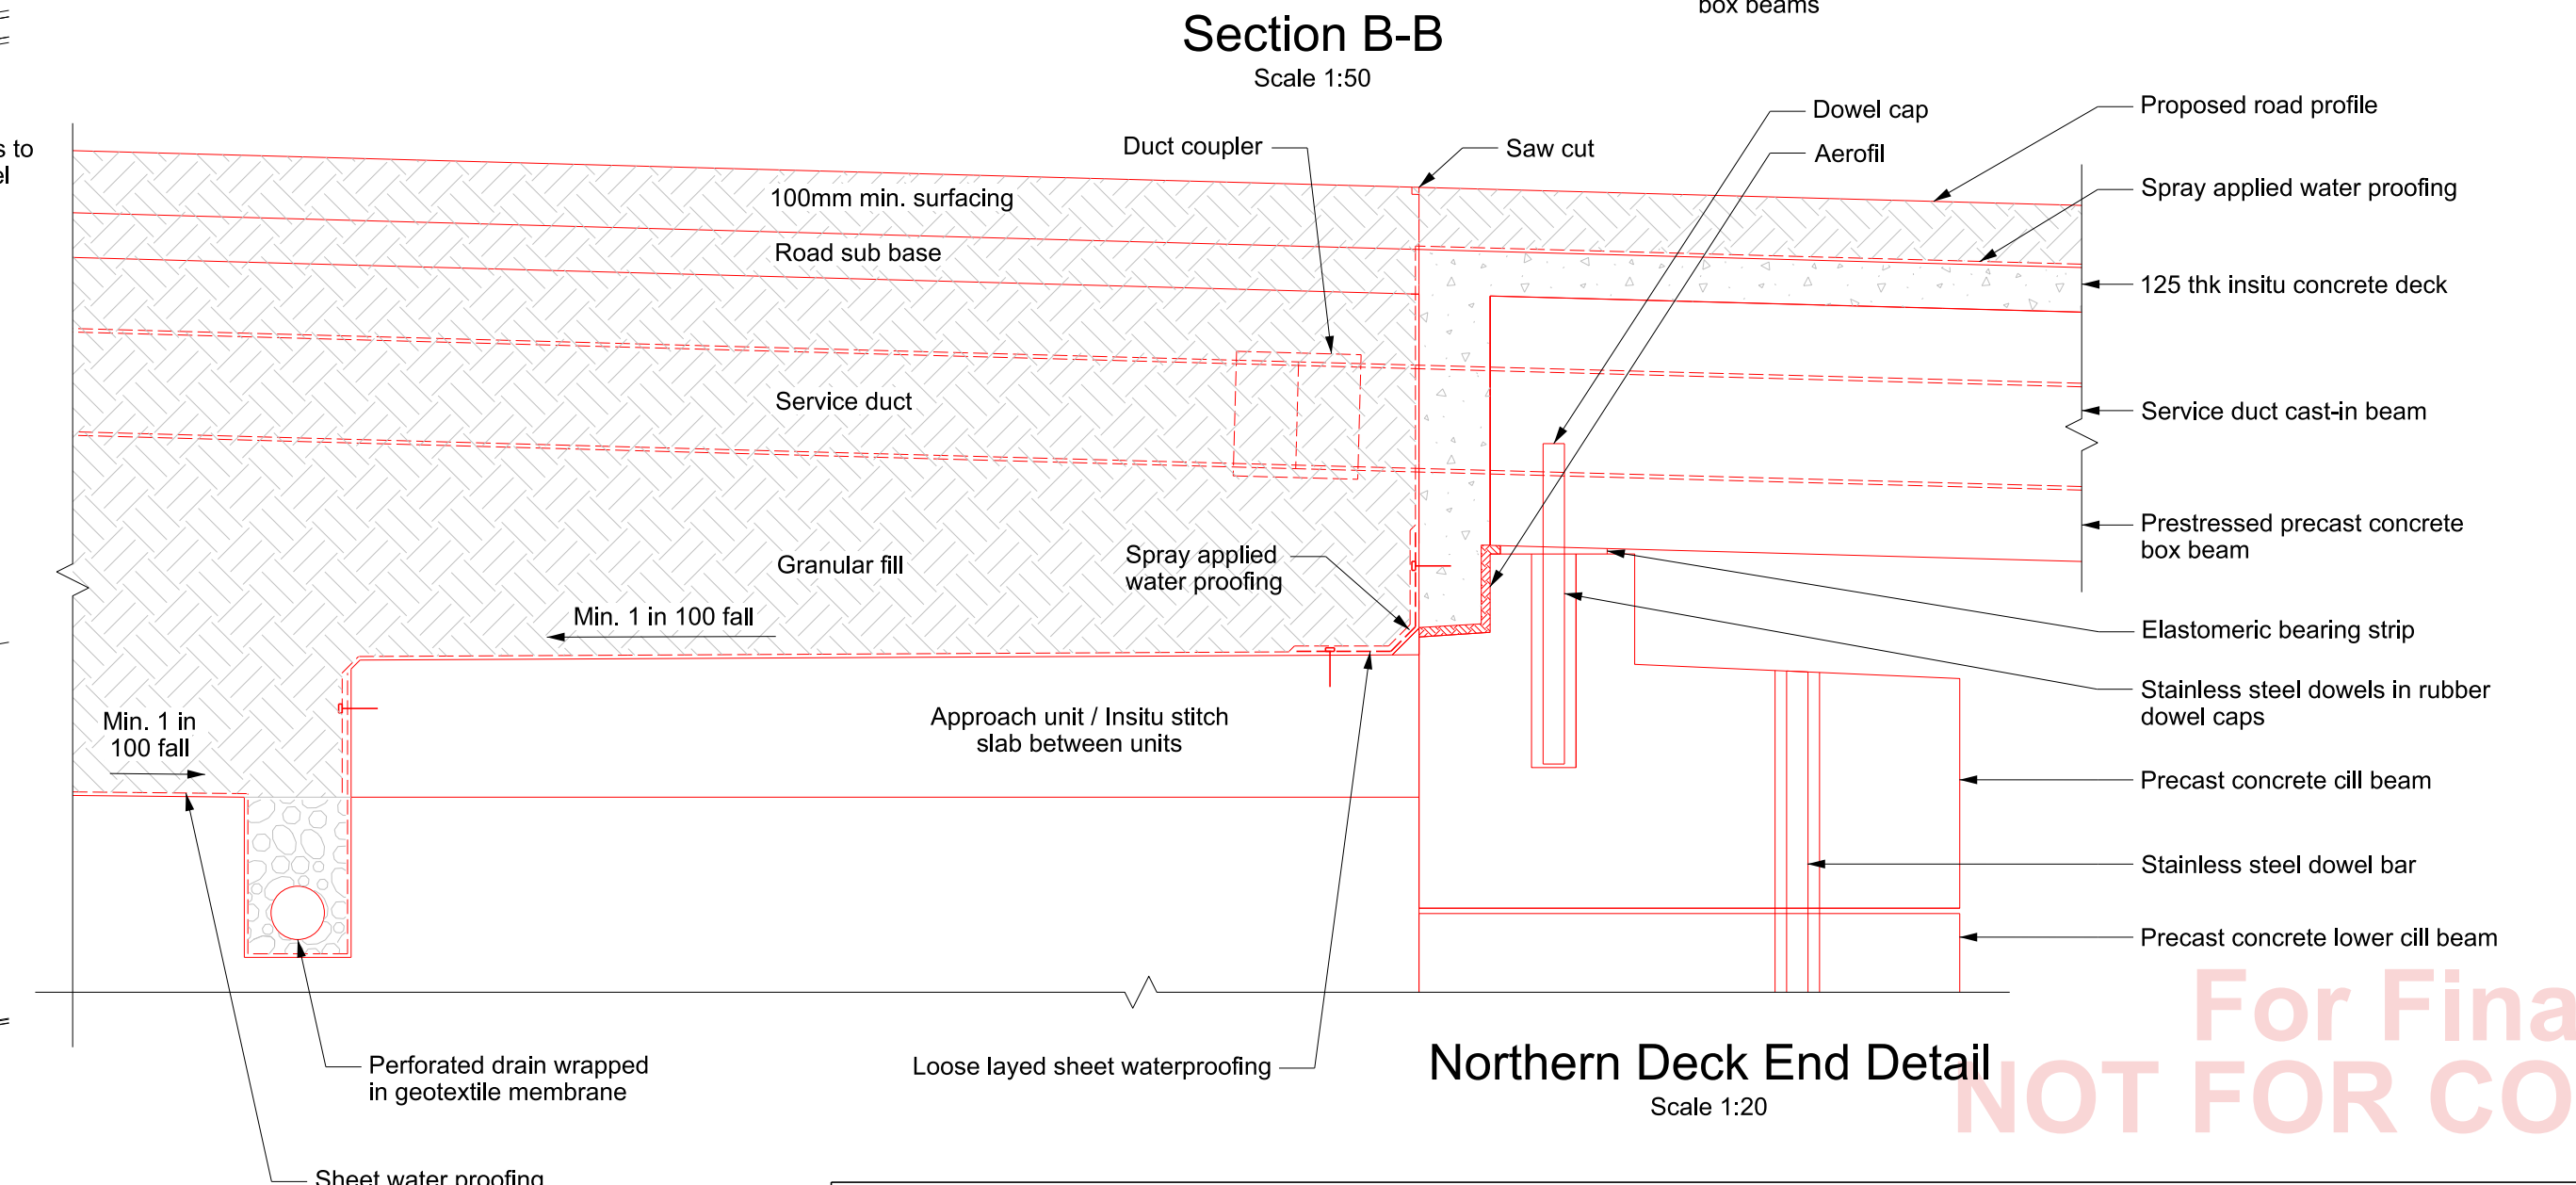 box beams
Section B-B
Scale 1:50
s to
el
Dowel cap
Proposed road profile
Duct coupler
Saw cut
Aerofil
Spray applied water proofing
100mm min. surfacing
Road sub base
125 thk insitu concrete deck
Service duct
Service duct cast-in beam
Prestressed precast concrete
box beam
Granular fill
Spray applied
water proofing
Min. 1 in 100 fall
Elastomeric bearing strip
Stainless steel dowels in rubber
dowel caps
Min. 1 in
100 fall
Approach unit / Insitu stitch
slab between units
Precast concrete cill beam
Stainless steel dowel bar
Precast concrete lower cill beam
Perforated drain wrapped
in geotextile membrane
Loose layed sheet waterproofing
Northern Deck End Detail
Scale 1:20
For Fina
NOT FOR CO
Sheet water proofing